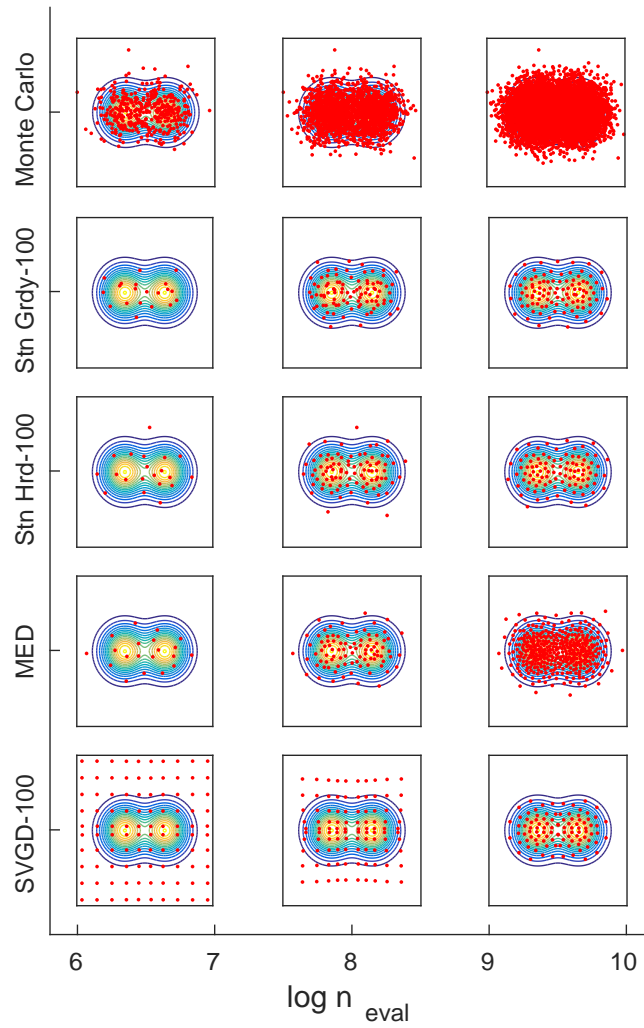 Monte Carlo
Stn Grdy-100
Stn Hrd-100
MED
SVGD-100
6 7 8 9 10
log n eval